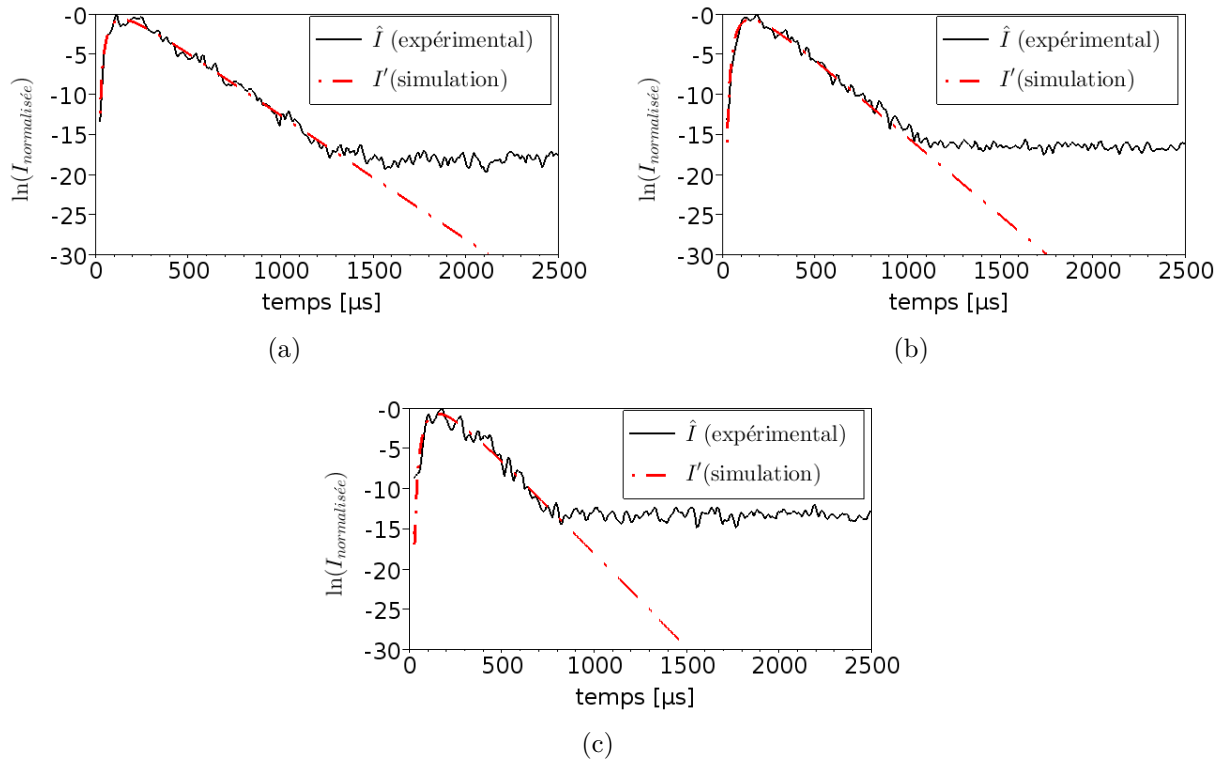 -0
-5
-10
-15
-20
-25
-30
ln(I_normalisée)
Î (expérimental)
I′(simulation)
0 500 1000 1500 2000 2500
temps [µs]
(a)
-0
-5
-10
-15
-20
-25
-30
ln(I_normalisée)
Î (expérimental)
I′(simulation)
0 500 1000 1500 2000 2500
temps [µs]
(b)
-0
-5
-10
-15
-20
-25
-30
ln(I_normalisée)
Î (expérimental)
I′(simulation)
0 500 1000 1500 2000 2500
temps [µs]
(c)